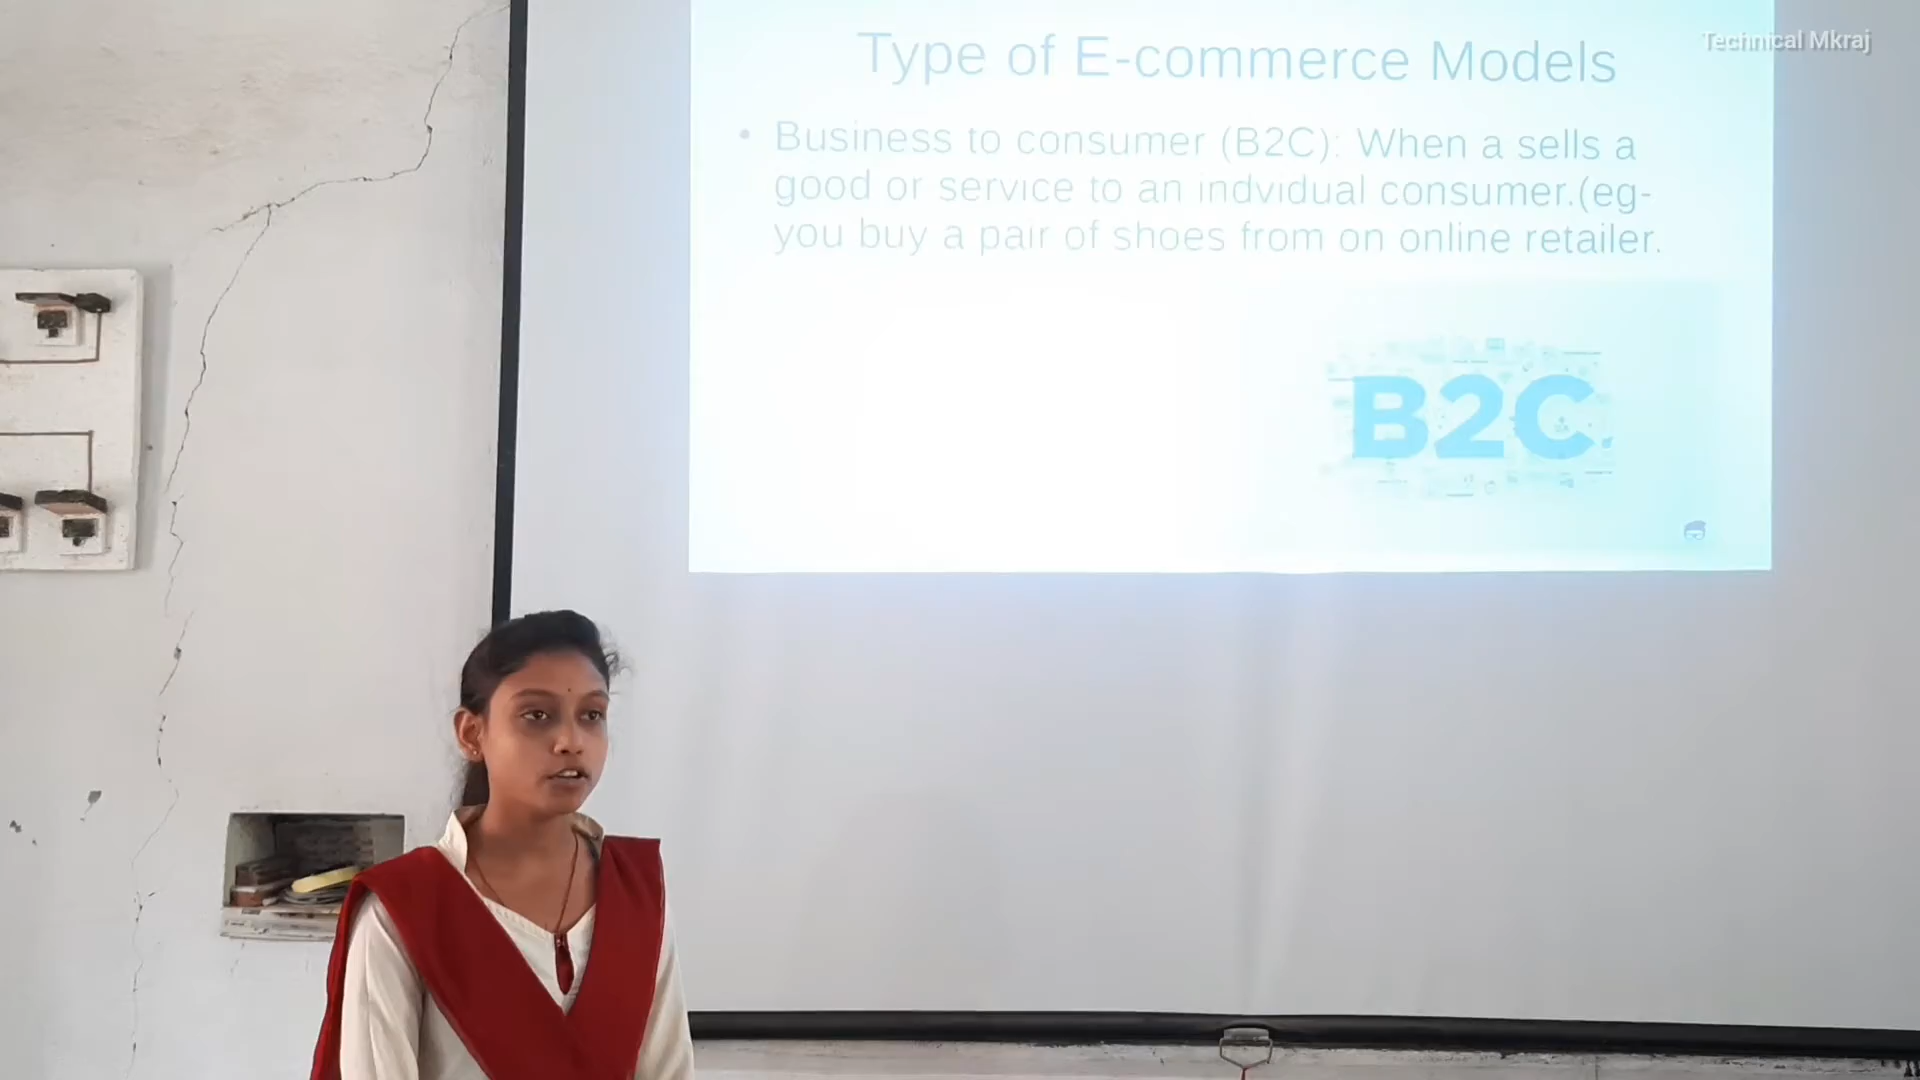 Technical Mkraj
Type of E-commerce Models
• Business to consumer (B2C): When a sells a
good or service to an indvidual consumer.(eg-
you buy a pair of shoes from on online retailer.
B2C